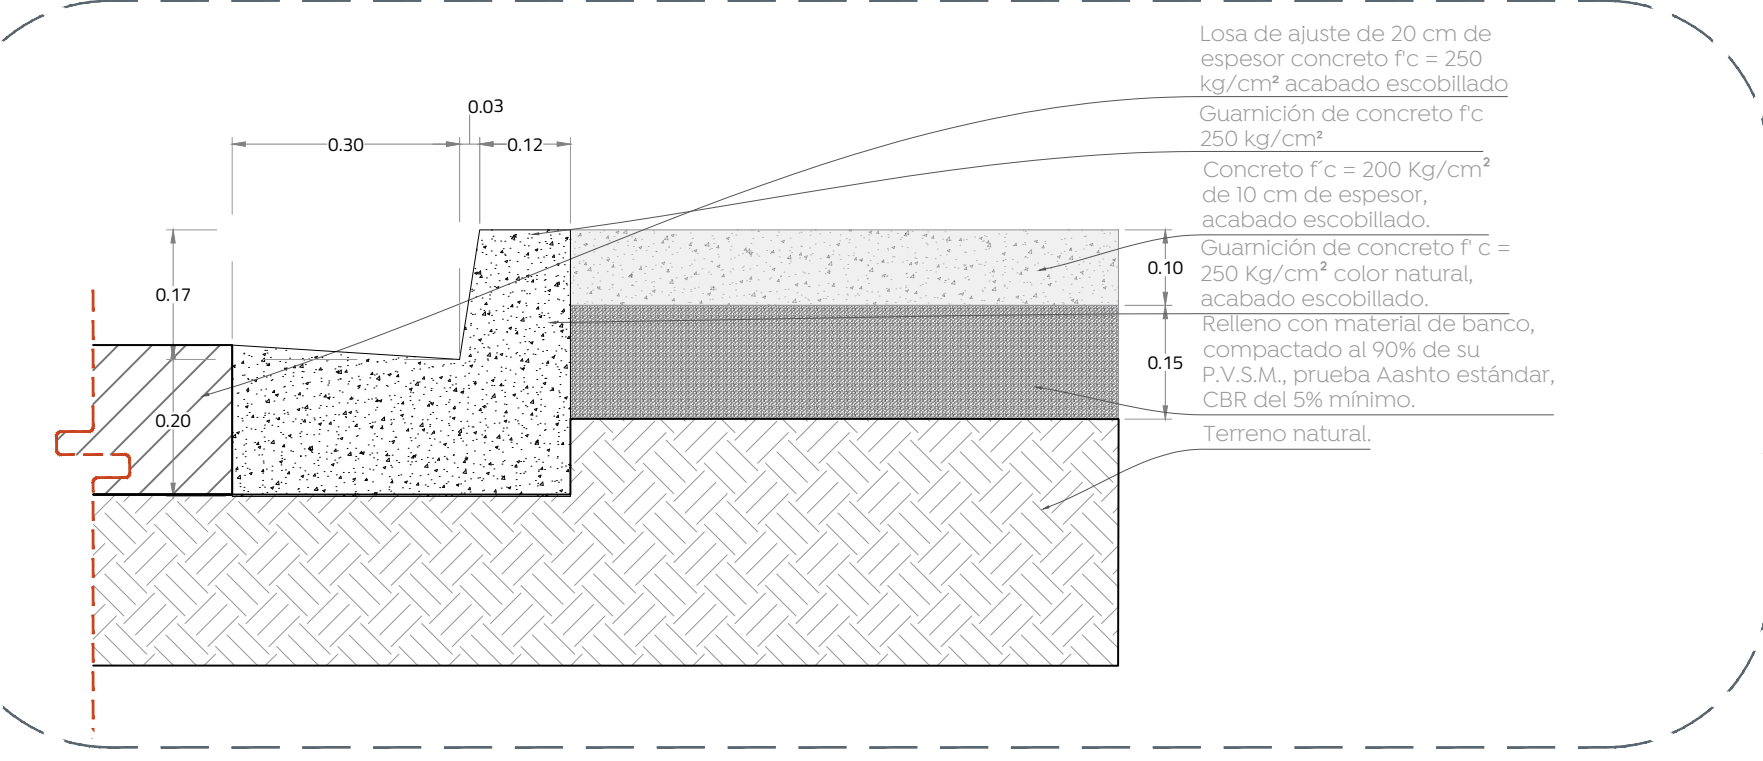 Losa de ajuste de 20 cm de
espesor concreto f'c = 250
kg/cm² acabado escobillado
Guarnición de concreto f'c
250 kg/cm²
Concreto f´c = 200 Kg/cm²
de 10 cm de espesor,
acabado escobillado.
Guarnición de concreto f' c =
250 Kg/cm² color natural,
acabado escobillado.
Relleno con material de banco,
compactado al 90% de su
P.V.S.M., prueba Aashto estándar,
CBR del 5% mínimo.
Terreno natural.
0.03
0.30
0.12
0.17
0.20
0.10
0.15